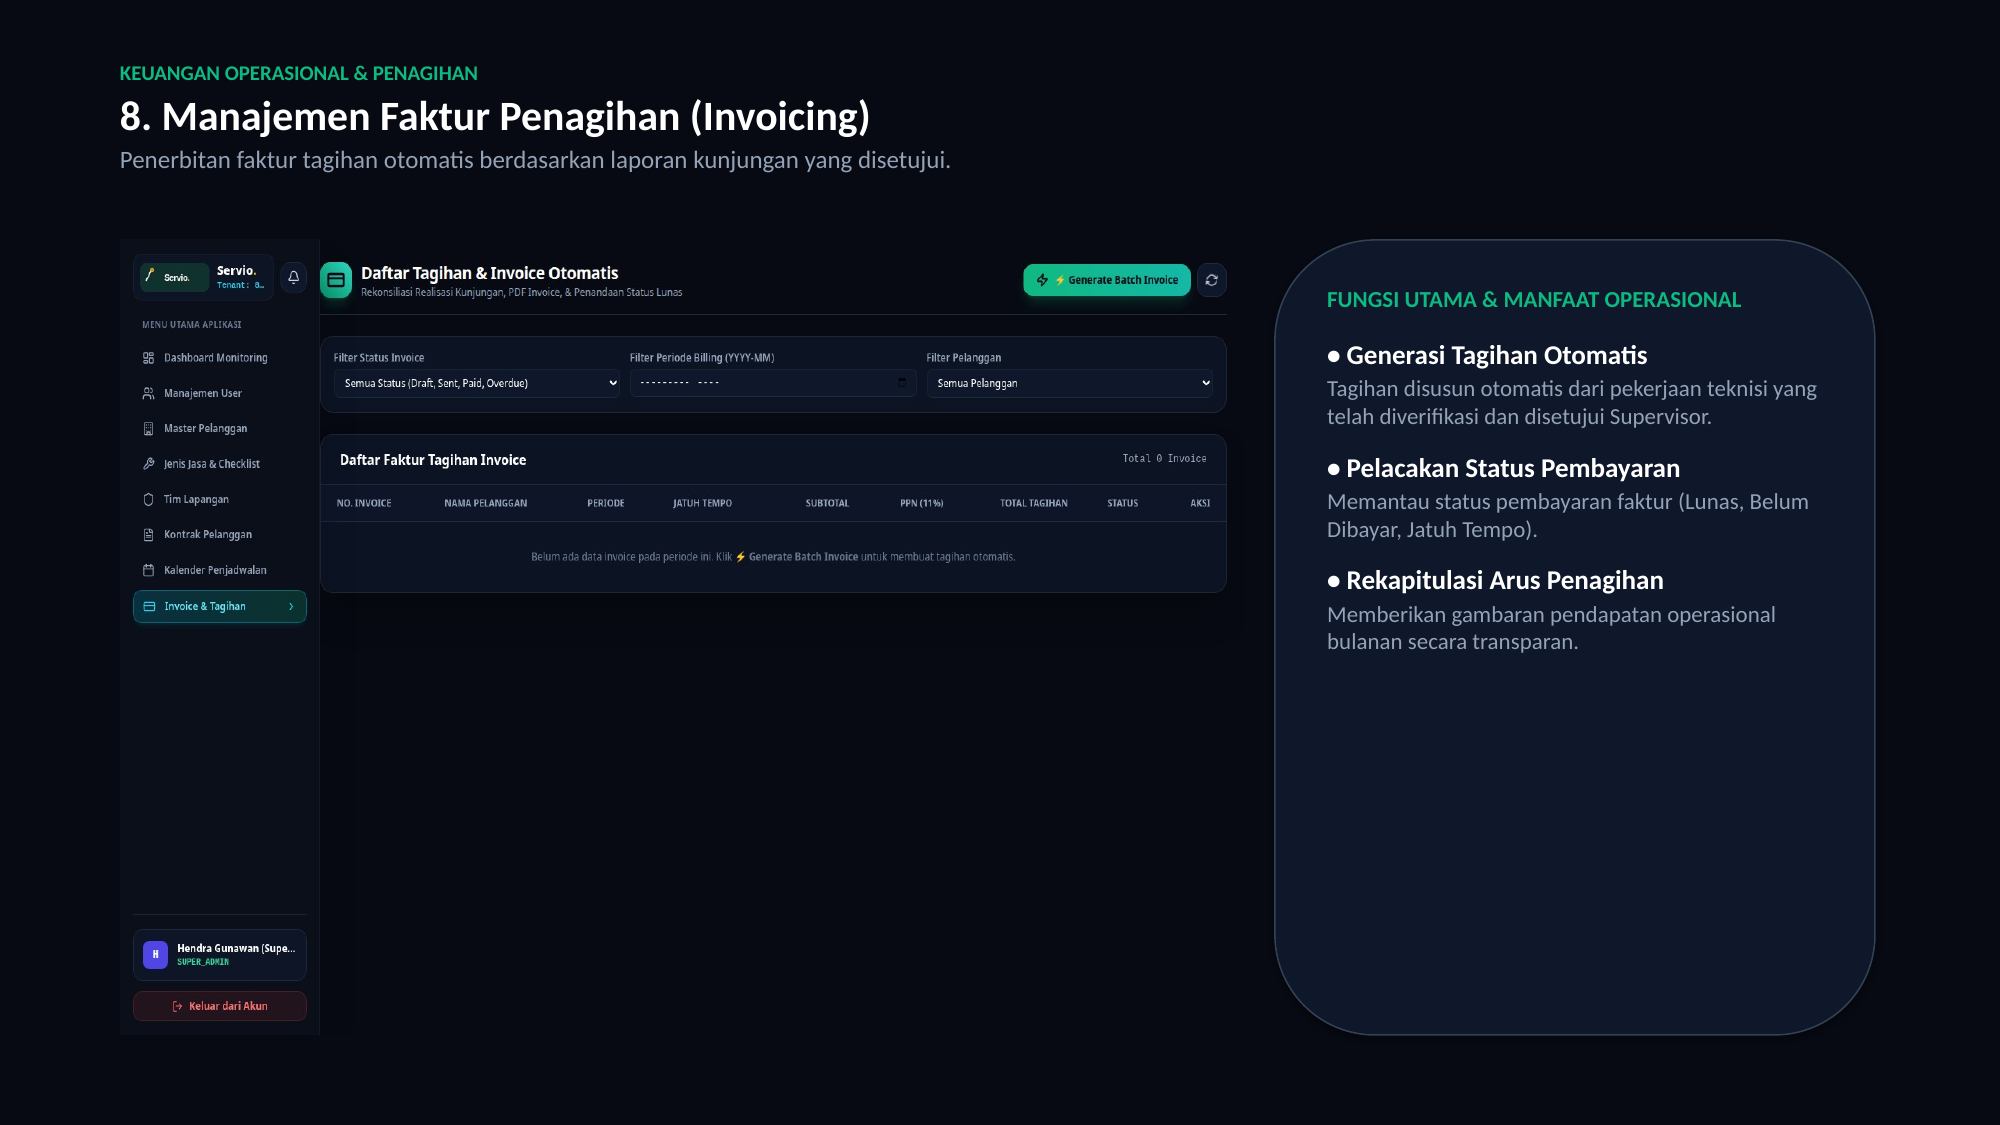 KEUANGAN OPERASIONAL & PENAGIHAN
8. Manajemen Faktur Penagihan (Invoicing)
Penerbitan faktur tagihan otomatis berdasarkan laporan kunjungan yang disetujui.
Servio.
Servio.
Tenant: 8…
MENU UTAMA APLIKASI
Dashboard Monitoring
Manajemen User
Master Pelanggan
Jenis Jasa & Checklist
Tim Lapangan
Kontrak Pelanggan
Kalender Penjadwalan
Invoice & Tagihan
H
Hendra Gunawan (Supe...
SUPER_ADMIN
Keluar dari Akun
Daftar Tagihan & Invoice Otomatis
Rekonsiliasi Realisasi Kunjungan, PDF Invoice, & Penandaan Status Lunas
⚡ Generate Batch Invoice
Filter Status Invoice
Semua Status (Draft, Sent, Paid, Overdue)
Filter Periode Billing (YYYY-MM)
--------- ----
Filter Pelanggan
Semua Pelanggan
Daftar Faktur Tagihan Invoice
Total 0 Invoice
NO. INVOICE NAMA PELANGGAN PERIODE JATUH TEMPO SUBTOTAL PPN (11%) TOTAL TAGIHAN STATUS AKSI
Belum ada data invoice pada periode ini. Klik ⚡ Generate Batch Invoice untuk membuat tagihan otomatis.
FUNGSI UTAMA & MANFAAT OPERASIONAL
● Generasi Tagihan Otomatis
Tagihan disusun otomatis dari pekerjaan teknisi yang
telah diverifikasi dan disetujui Supervisor.
● Pelacakan Status Pembayaran
Memantau status pembayaran faktur (Lunas, Belum
Dibayar, Jatuh Tempo).
● Rekapitulasi Arus Penagihan
Memberikan gambaran pendapatan operasional
bulanan secara transparan.